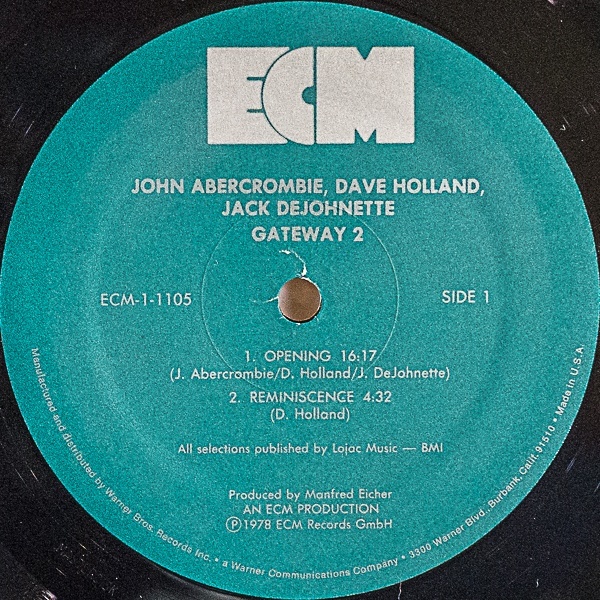 ECM
JOHN ABERCROMBIE, DAVE HOLLAND,
JACK DEJOHNETTE
GATEWAY 2
ECM-1-1105
SIDE 1
1. OPENING 16:17
(J. Abercrombie/D. Holland/J. DeJohnette)
2. REMINISCENCE 4:32
(D. Holland)
All selections published by Lojac Music — BMI
Produced by Manfred Eicher
AN ECM PRODUCTION
Ⓟ1978 ECM Records GmbH
Manufactured and distributed by Warner Bros. Records Inc. • a Warner Communications Company • 3300 Warner Blvd., Burbank, Calif. 91510 • Made in U.S.A.